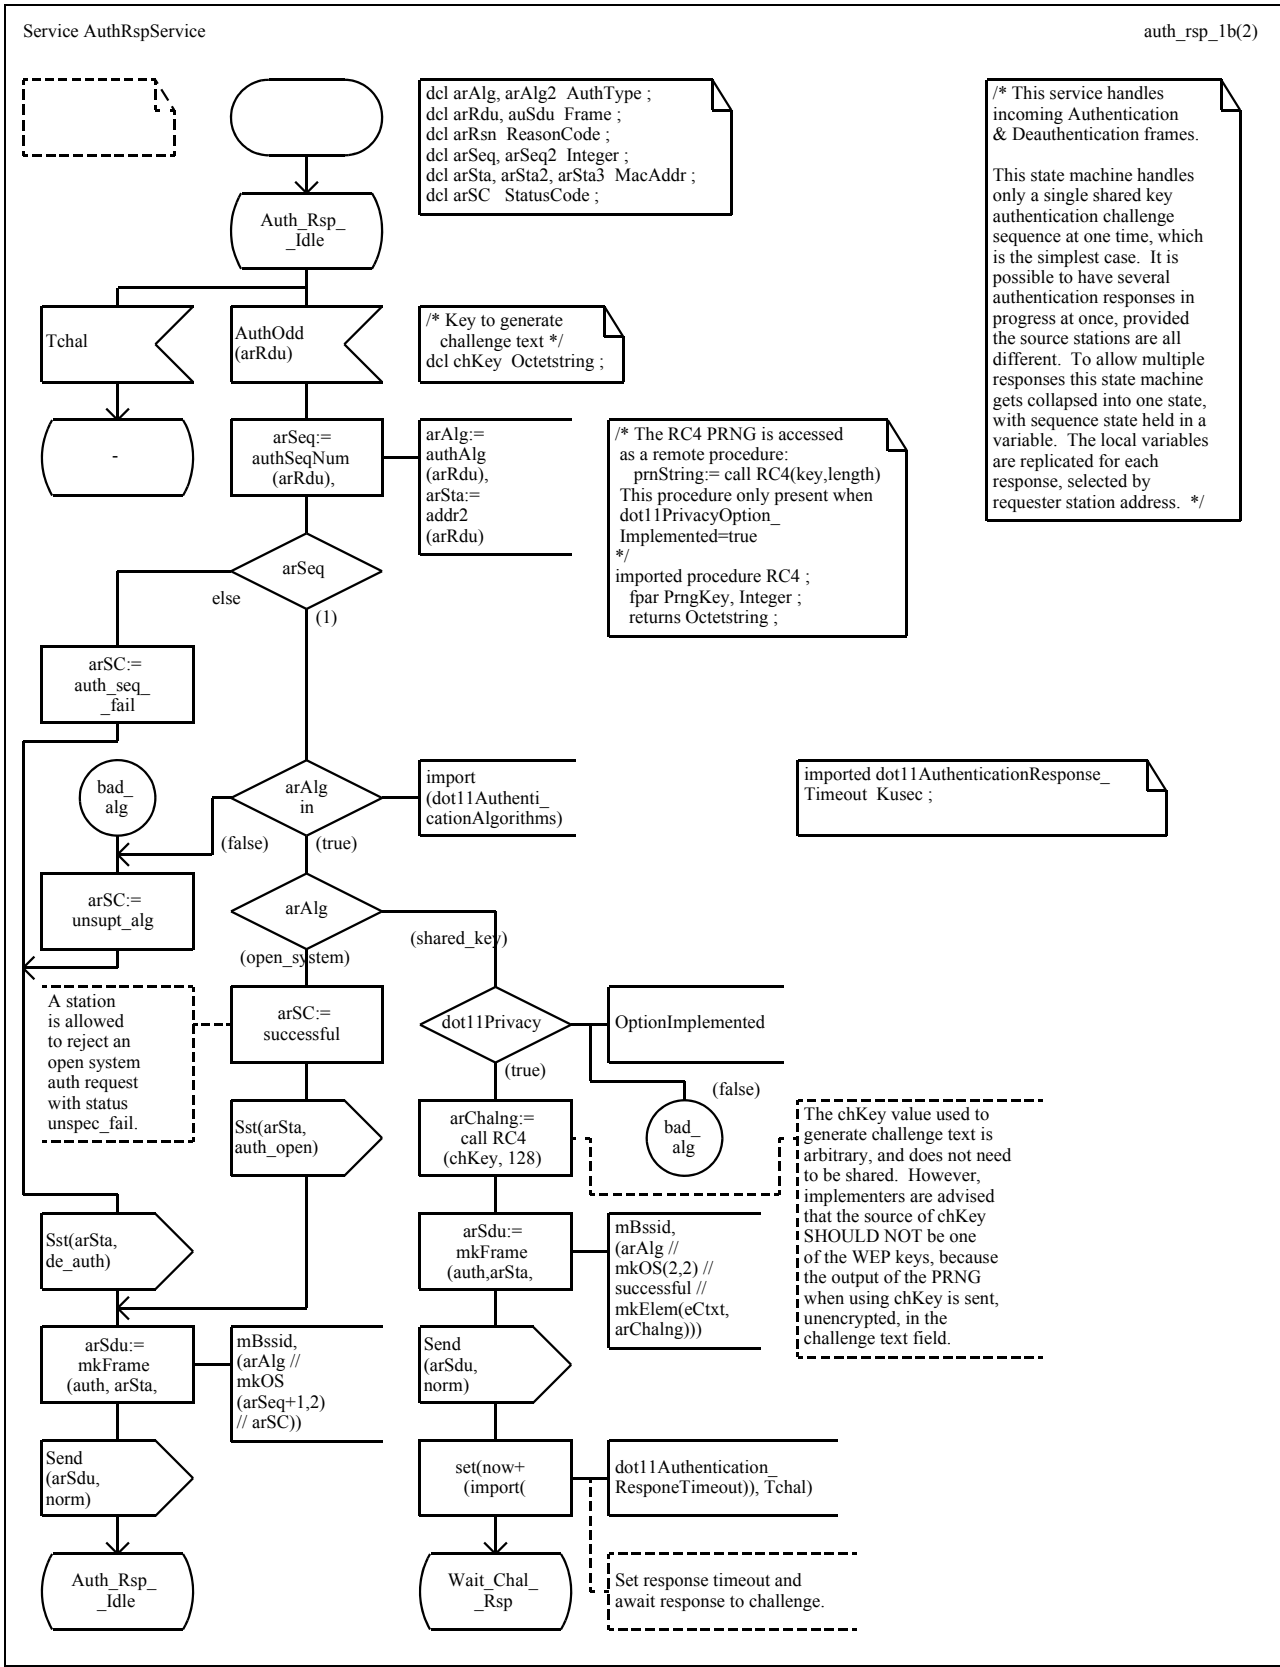 Service AuthRspService
auth_rsp_1b(2)
dcl arAlg, arAlg2 AuthType ;
dcl arRdu, auSdu Frame ;
dcl arRsn ReasonCode ;
dcl arSeq, arSeq2 Integer ;
dcl arSta, arSta2, arSta3 MacAddr ;
dcl arSC StatusCode ;
/* This service handles
incoming Authentication
& Deauthentication frames.
This state machine handles
only a single shared key
authentication challenge
sequence at one time, which
is the simplest case. It is
possible to have several
authentication responses in
progress at once, provided
the source stations are all
different. To allow multiple
responses this state machine
gets collapsed into one state,
with sequence state held in a
variable. The local variables
are replicated for each
response, selected by
requester station address. */
Auth_Rsp_
_Idle
Tchal
AuthOdd
(arRdu)
/* Key to generate
challenge text */
dcl chKey Octetstring ;
-
arSeq:=
authSeqNum
(arRdu),
arAlg:=
authAlg
(arRdu),
arSta:=
addr2
(arRdu)
/* The RC4 PRNG is accessed
as a remote procedure:
prnString:= call RC4(key,length)
This procedure only present when
dot11PrivacyOption_
Implemented=true
*/
imported procedure RC4 ;
fpar PrngKey, Integer ;
returns Octetstring ;
arSeq
else
(1)
arSC:=
auth_seq_
_fail
bad_
alg
arAlg
in
import
(dot11Authenti_
cationAlgorithms)
imported dot11AuthenticationResponse_
Timeout Kusec ;
(false)
(true)
arSC:=
unsupt_alg
arAlg
(shared_key)
(open_system)
A station
is allowed
to reject an
open system
auth request
with status
unspec_fail.
arSC:=
successful
dot11Privacy
OptionImplemented
(true)
(false)
Sst(arSta,
auth_open)
arChalng:=
call RC4
(chKey, 128)
bad_
alg
The chKey value used to
generate challenge text is
arbitrary, and does not need
to be shared. However,
implementers are advised
that the source of chKey
SHOULD NOT be one
of the WEP keys, because
the output of the PRNG
when using chKey is sent,
unencrypted, in the
challenge text field.
Sst(arSta,
de_auth)
arSdu:=
mkFrame
(auth,arSta,
mBssid,
(arAlg //
mkOS(2,2) //
successful //
mkElem(eCtxt,
arChalng)))
arSdu:=
mkFrame
(auth, arSta,
mBssid,
(arAlg //
mkOS
(arSeq+1,2)
// arSC))
Send
(arSdu,
norm)
Send
(arSdu,
norm)
set(now+
(import(
dot11Authentication_
ResponeTimeout)), Tchal)
Auth_Rsp_
_Idle
Wait_Chal_
_Rsp
Set response timeout and
await response to challenge.